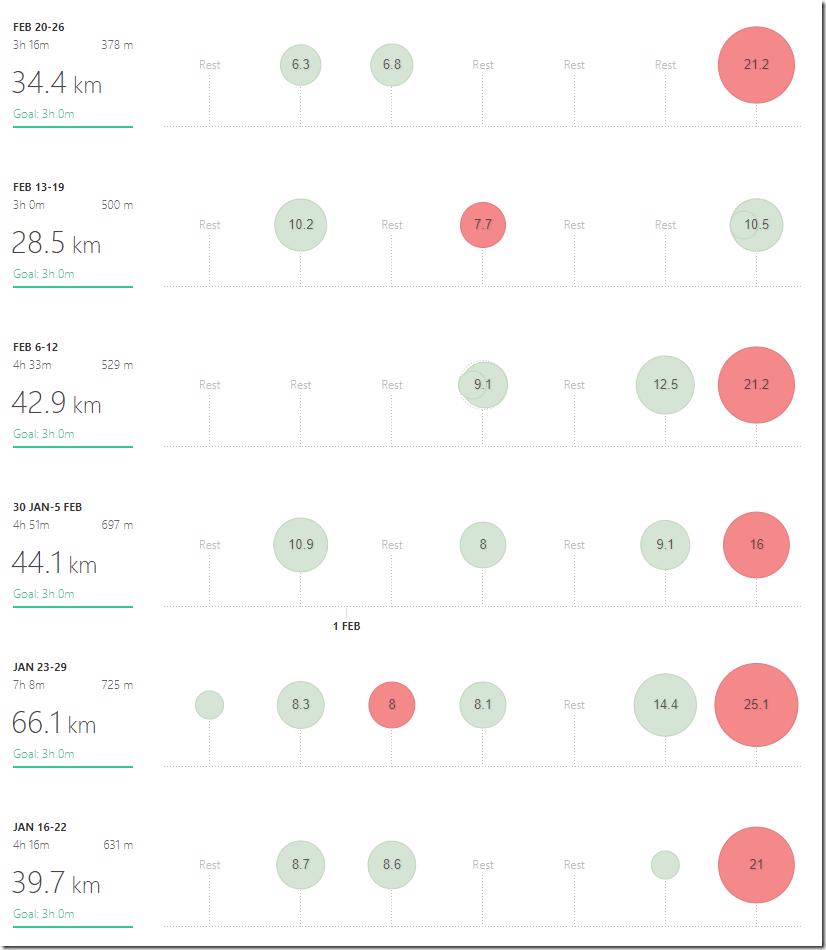 FEB 20-26
3h 16m 378 m
34.4 km
Goal: 3h 0m
Rest 6.3 6.8 Rest Rest Rest 21.2
FEB 13-19
3h 0m 500 m
28.5 km
Goal: 3h 0m
Rest 10.2 Rest 7.7 Rest Rest 10.5
FEB 6-12
4h 33m 529 m
42.9 km
Goal: 3h 0m
Rest Rest Rest 9.1 Rest 12.5 21.2
30 JAN-5 FEB
4h 51m 697 m
44.1 km
Goal: 3h 0m
Rest 10.9 Rest 8 Rest 9.1 16
1 FEB
JAN 23-29
7h 8m 725 m
66.1 km
Goal: 3h 0m
8.3 8 8.1 Rest 14.4 25.1
JAN 16-22
4h 16m 631 m
39.7 km
Goal: 3h 0m
Rest 8.7 8.6 Rest Rest 21